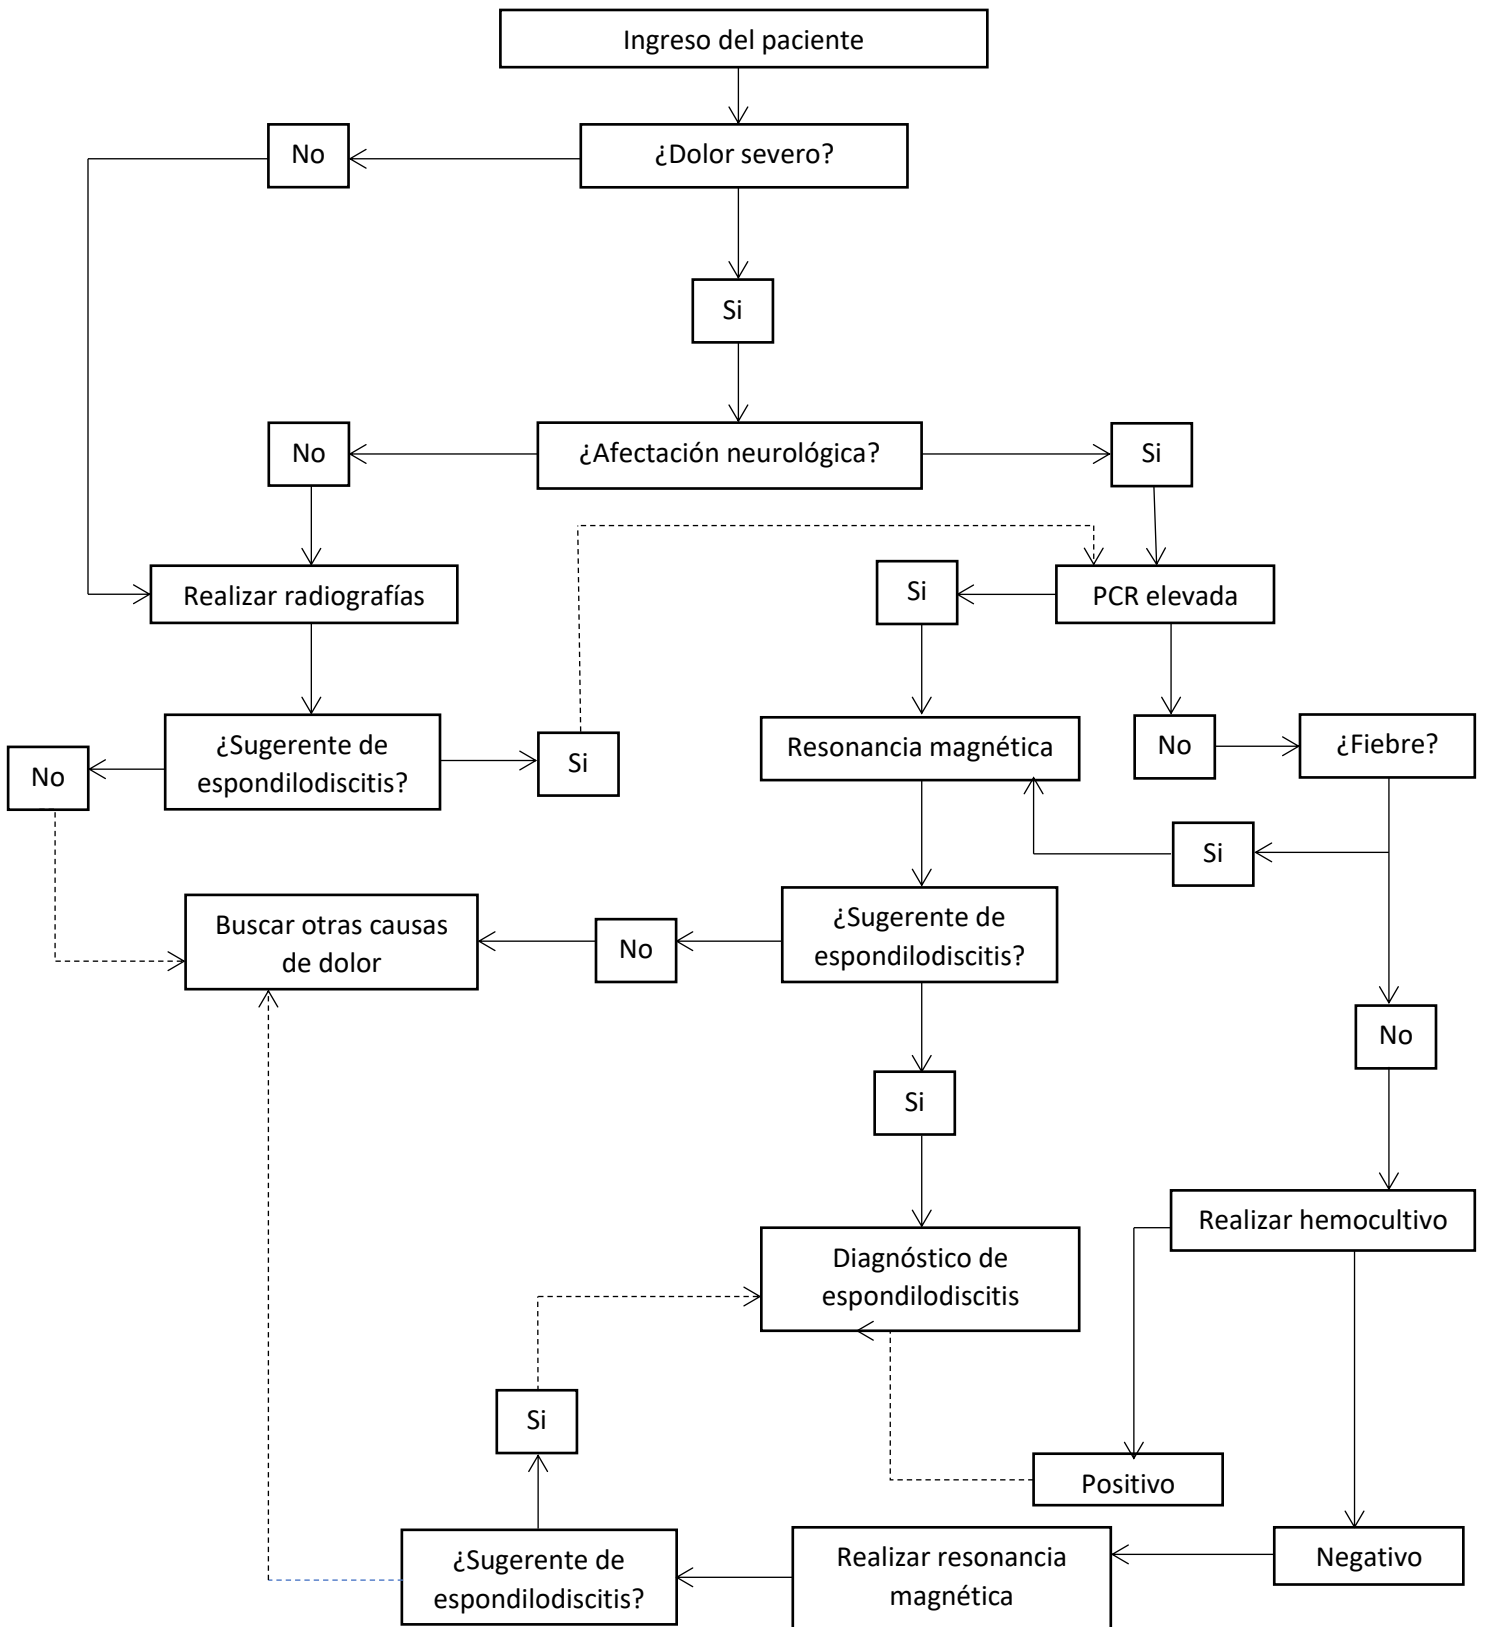 Ingreso del paciente
No
¿Dolor severo?
Si
No
¿Afectación neurológica?
Si
Realizar radiografías
Si
PCR elevada
No
¿Sugerente de
espondilodiscitis?
Si
Resonancia magnética
No
¿Fiebre?
Si
Buscar otras causas
de dolor
No
¿Sugerente de
espondilodiscitis?
No
Si
Realizar hemocultivo
Diagnóstico de
espondilodiscitis
Si
Positivo
¿Sugerente de
espondilodiscitis?
Realizar resonancia
magnética
Negativo